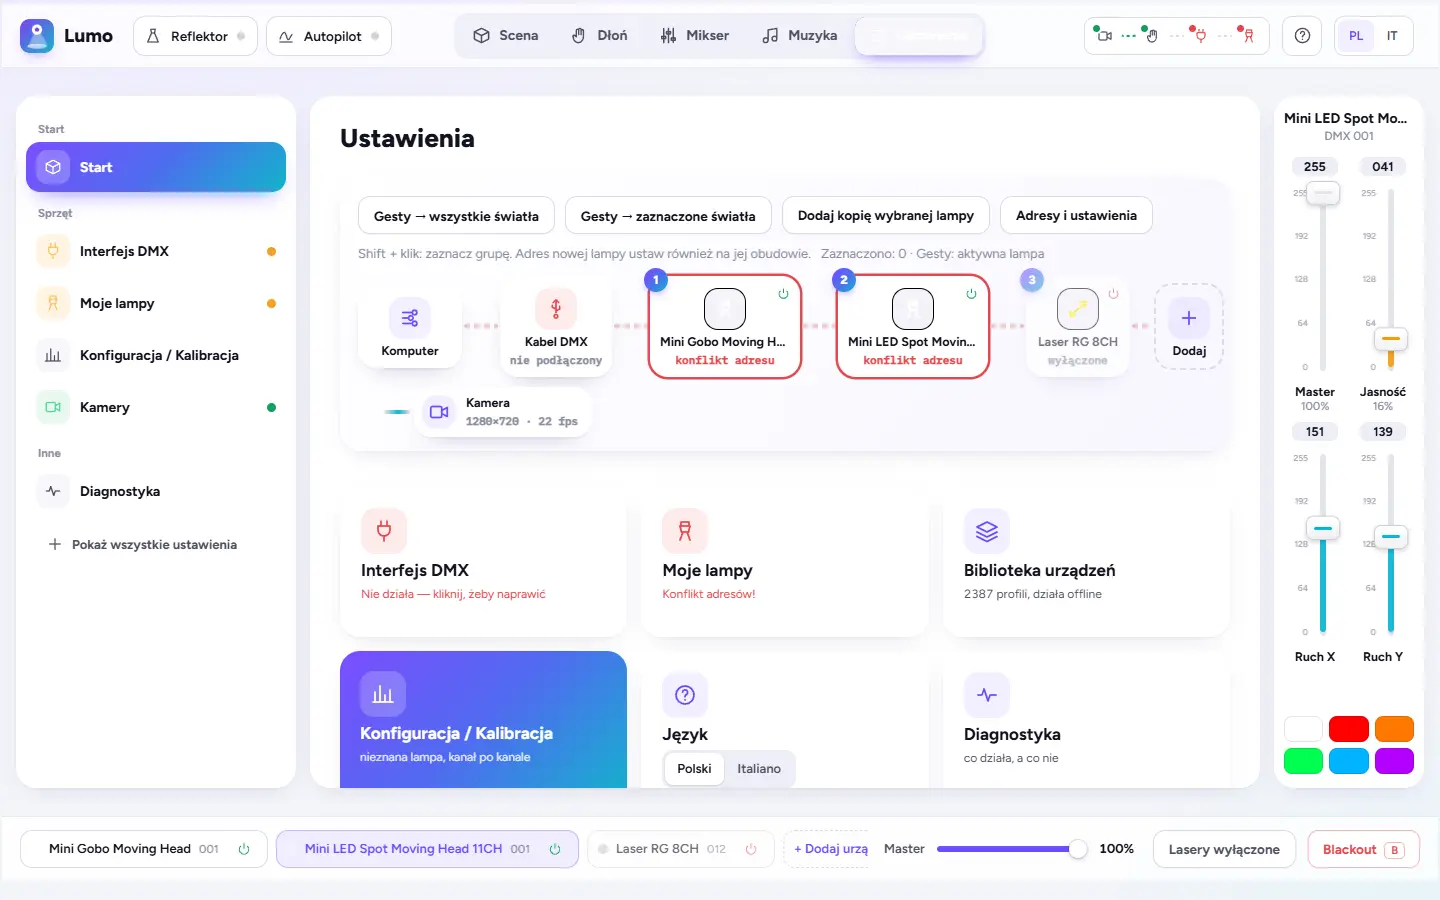 Lumo
Reflektor
Autopilot
Scena
Dłoń
Mikser
Muzyka
PL
IT
Start
Start
Sprzęt
Interfejs DMX
Moje lampy
Konfiguracja / Kalibracja
Kamery
Inne
Diagnostyka
Pokaż wszystkie ustawienia
Ustawienia
Gesty → wszystkie światła
Gesty → zaznaczone światła
Dodaj kopię wybranej lampy
Adresy i ustawienia
Shift + klik: zaznacz grupę. Adres nowej lampy ustaw również na jej obudowie. Zaznaczono: 0 · Gesty: aktywna lampa
Komputer
Kabel DMX
nie podłączony
1
Mini Gobo Moving H...
konflikt adresu
2
Mini LED Spot Movin...
konflikt adresu
3
Laser RG 8CH
wyłączone
Dodaj
Kamera
1280×720 · 22 fps
Interfejs DMX
Nie działa — kliknij, żeby naprawić
Moje lampy
Konflikt adresów!
Biblioteka urządzeń
2387 profili, działa offline
Konfiguracja / Kalibracja
nieznana lampa, kanał po kanale
Język
Polski
Italiano
Diagnostyka
co działa, a co nie
Mini LED Spot Mo...
DMX 001
255
041
255
192
128
64
0
255
192
128
64
0
Master
100%
Jasność
16%
151
139
255
192
128
64
0
255
192
128
64
0
Ruch X
Ruch Y
Mini Gobo Moving Head 001
Mini LED Spot Moving Head 11CH 001
Laser RG 8CH 012
+ Dodaj urzą
Master
100%
Lasery wyłączone
Blackout B